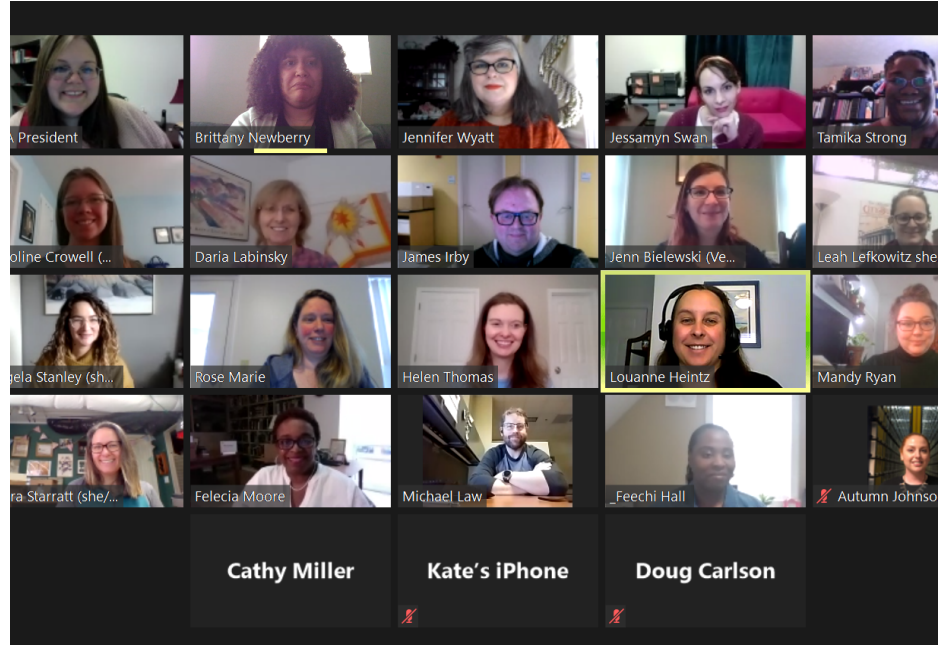 A President
Brittany Newberry
Jennifer Wyatt
Jessamyn Swan
Tamika Strong
oline Crowell (...
Daria Labinsky
James Irby
Jenn Bielewski (Ve...
Leah Lefkowitz she
gela Stanley (sh...
Rose Marie
Helen Thomas
Louanne Heintz
Mandy Ryan
ra Starratt (she/...
Felecia Moore
Michael Law
_Feechi Hall
Autumn Johnso
Cathy Miller
Kate's iPhone
Doug Carlson